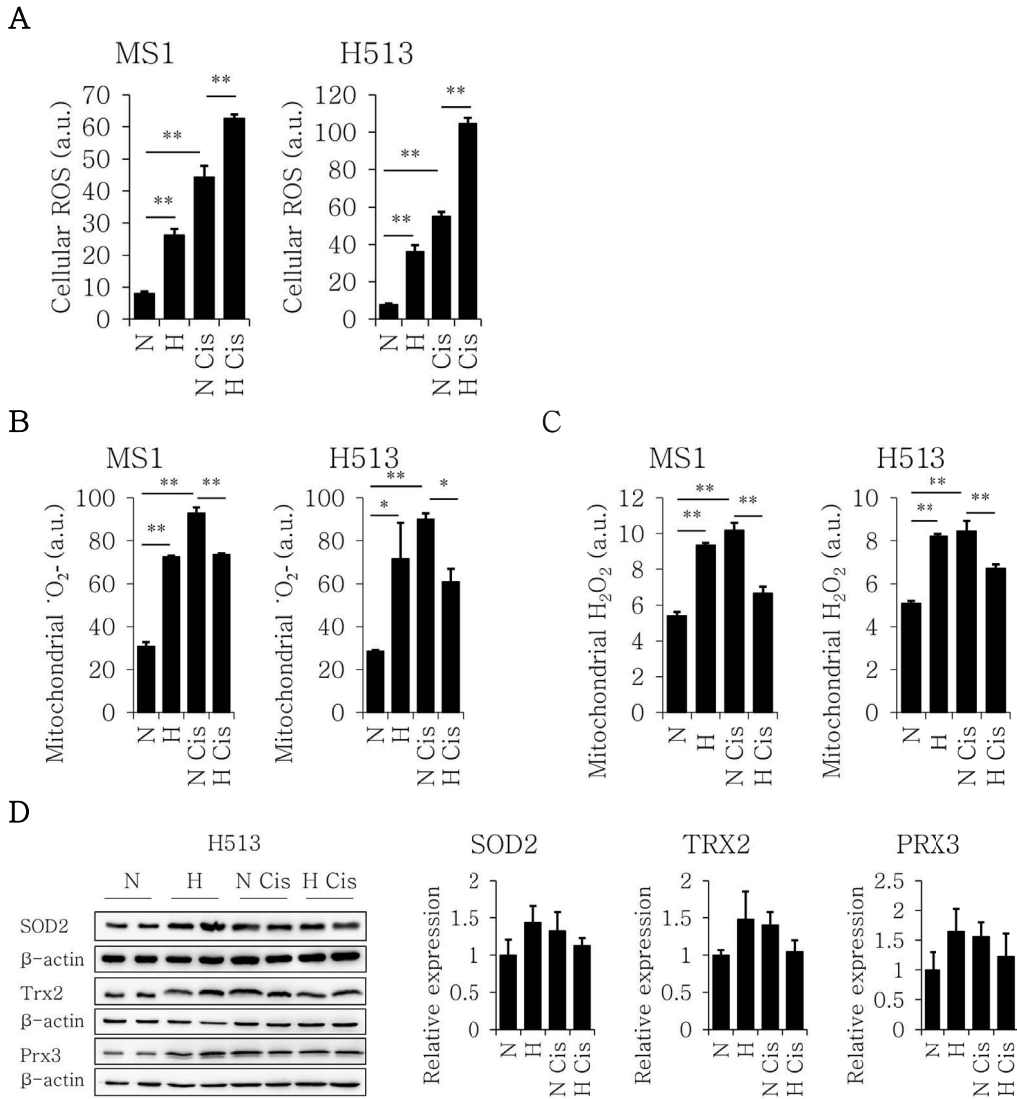 A
MS1
H513
Cellular ROS (a.u.)
70
60
50
40
30
20
10
0
**
**
**
N
H
N Cis
H Cis
Cellular ROS (a.u.)
120
100
80
60
40
20
0
**
**
**
N
H
N Cis
H Cis
B
MS1
H513
Mitochondrial ˙O2- (a.u.)
100
80
60
40
20
0
**
**
**
N
H
N Cis
H Cis
Mitochondrial ˙O2- (a.u.)
100
80
60
40
20
0
**
*
*
N
H
N Cis
H Cis
C
MS1
H513
Mitochondrial H2O2 (a.u.)
12
10
8
6
4
2
0
**
**
**
N
H
N Cis
H Cis
Mitochondrial H2O2 (a.u.)
10
8
6
4
2
0
**
**
**
N
H
N Cis
H Cis
D
H513
N H N Cis H Cis
SOD2
β-actin
Trx2
β-actin
Prx3
β-actin
SOD2
Relative expression
2
1.5
1
0.5
0
N
H
N Cis
H Cis
TRX2
Relative expression
2
1.5
1
0.5
0
N
H
N Cis
H Cis
PRX3
Relative expression
2.5
2
1.5
1
0.5
0
N
H
N Cis
H Cis